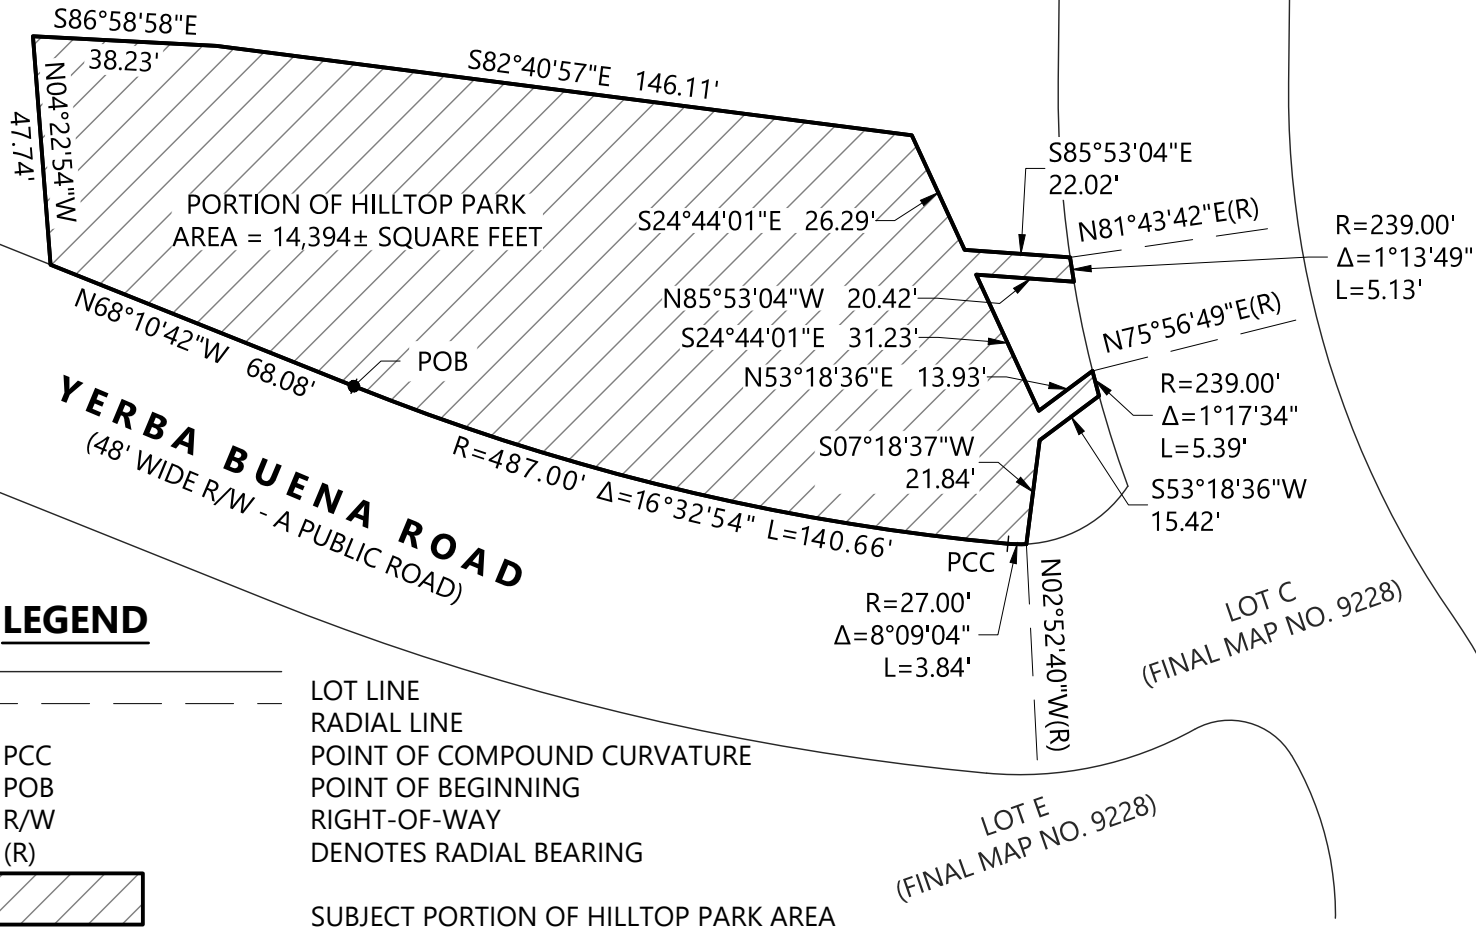 S86°58'58"E
38.23'
S82°40'57"E 146.11'
N04°22'54"W
47.74'
PORTION OF HILLTOP PARK
AREA = 14,394± SQUARE FEET
S24°44'01"E 26.29'
S85°53'04"E
22.02'
N81°43'42"E(R)
R=239.00'
Δ=1°13'49"
L=5.13'
N85°53'04"W 20.42'
S24°44'01"E 31.23'
N75°56'49"E(R)
N53°18'36"E 13.93'
R=239.00'
Δ=1°17'34"
L=5.39'
S07°18'37"W
21.84'
S53°18'36"W
15.42'
N68°10'42"W 68.08'
POB
R=487.00' Δ=16°32'54" L=140.66'
PCC
R=27.00'
Δ=8°09'04"
L=3.84'
N02°52'40"W(R)
YERBA BUENA ROAD
(48' WIDE R/W - A PUBLIC ROAD)
LOT C
(FINAL MAP NO. 9228)
LOT E
(FINAL MAP NO. 9228)
LEGEND
LOT LINE
RADIAL LINE
PCC POINT OF COMPOUND CURVATURE
POB POINT OF BEGINNING
R/W RIGHT-OF-WAY
(R) DENOTES RADIAL BEARING
SUBJECT PORTION OF HILLTOP PARK AREA